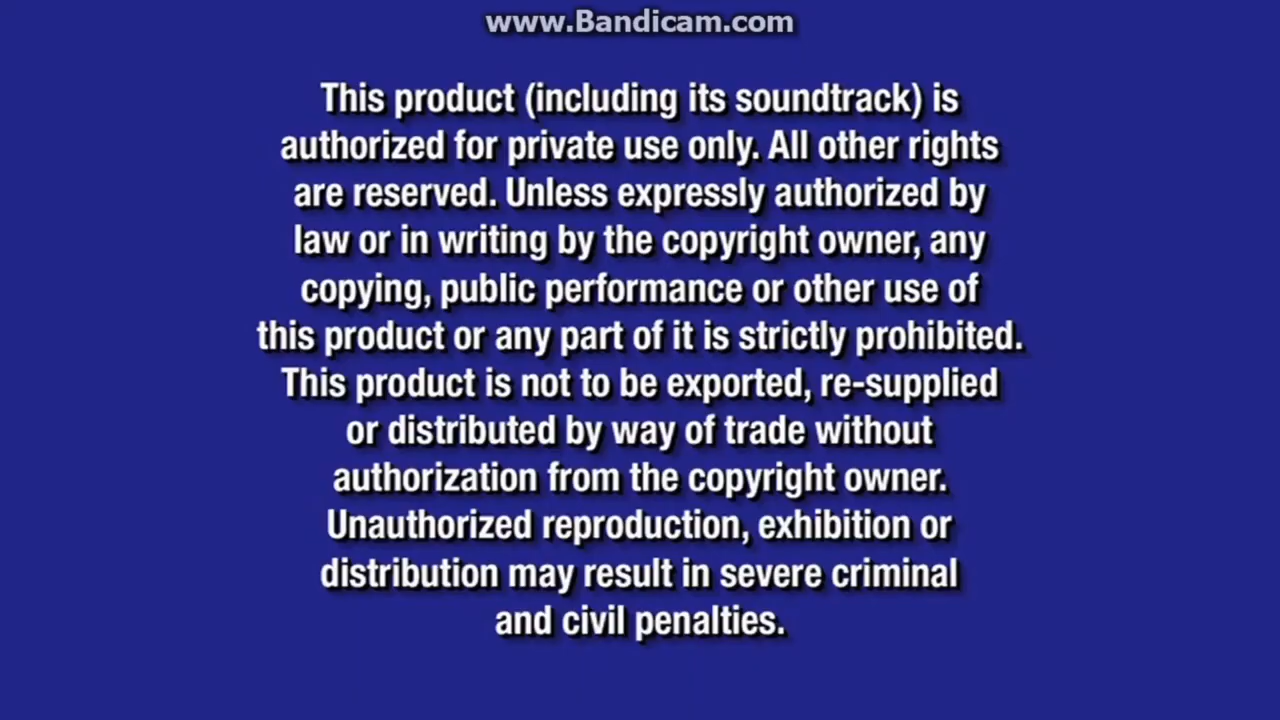 www.Bandicam.com
This product (including its soundtrack) is
authorized for private use only. All other rights
are reserved. Unless expressly authorized by
law or in writing by the copyright owner, any
copying, public performance or other use of
this product or any part of it is strictly prohibited.
This product is not to be exported, re-supplied
or distributed by way of trade without
authorization from the copyright owner.
Unauthorized reproduction, exhibition or
distribution may result in severe criminal
and civil penalties.